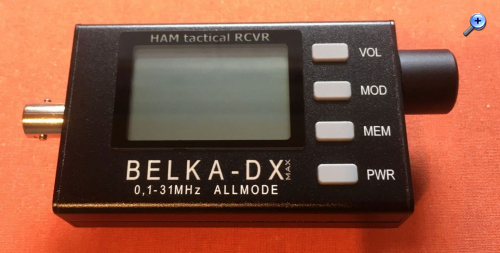 HAM tactical RCVR
VOL
MOD
MEM
PWR
BELKA-DX MAX
0,1-31MHz ALLMODE